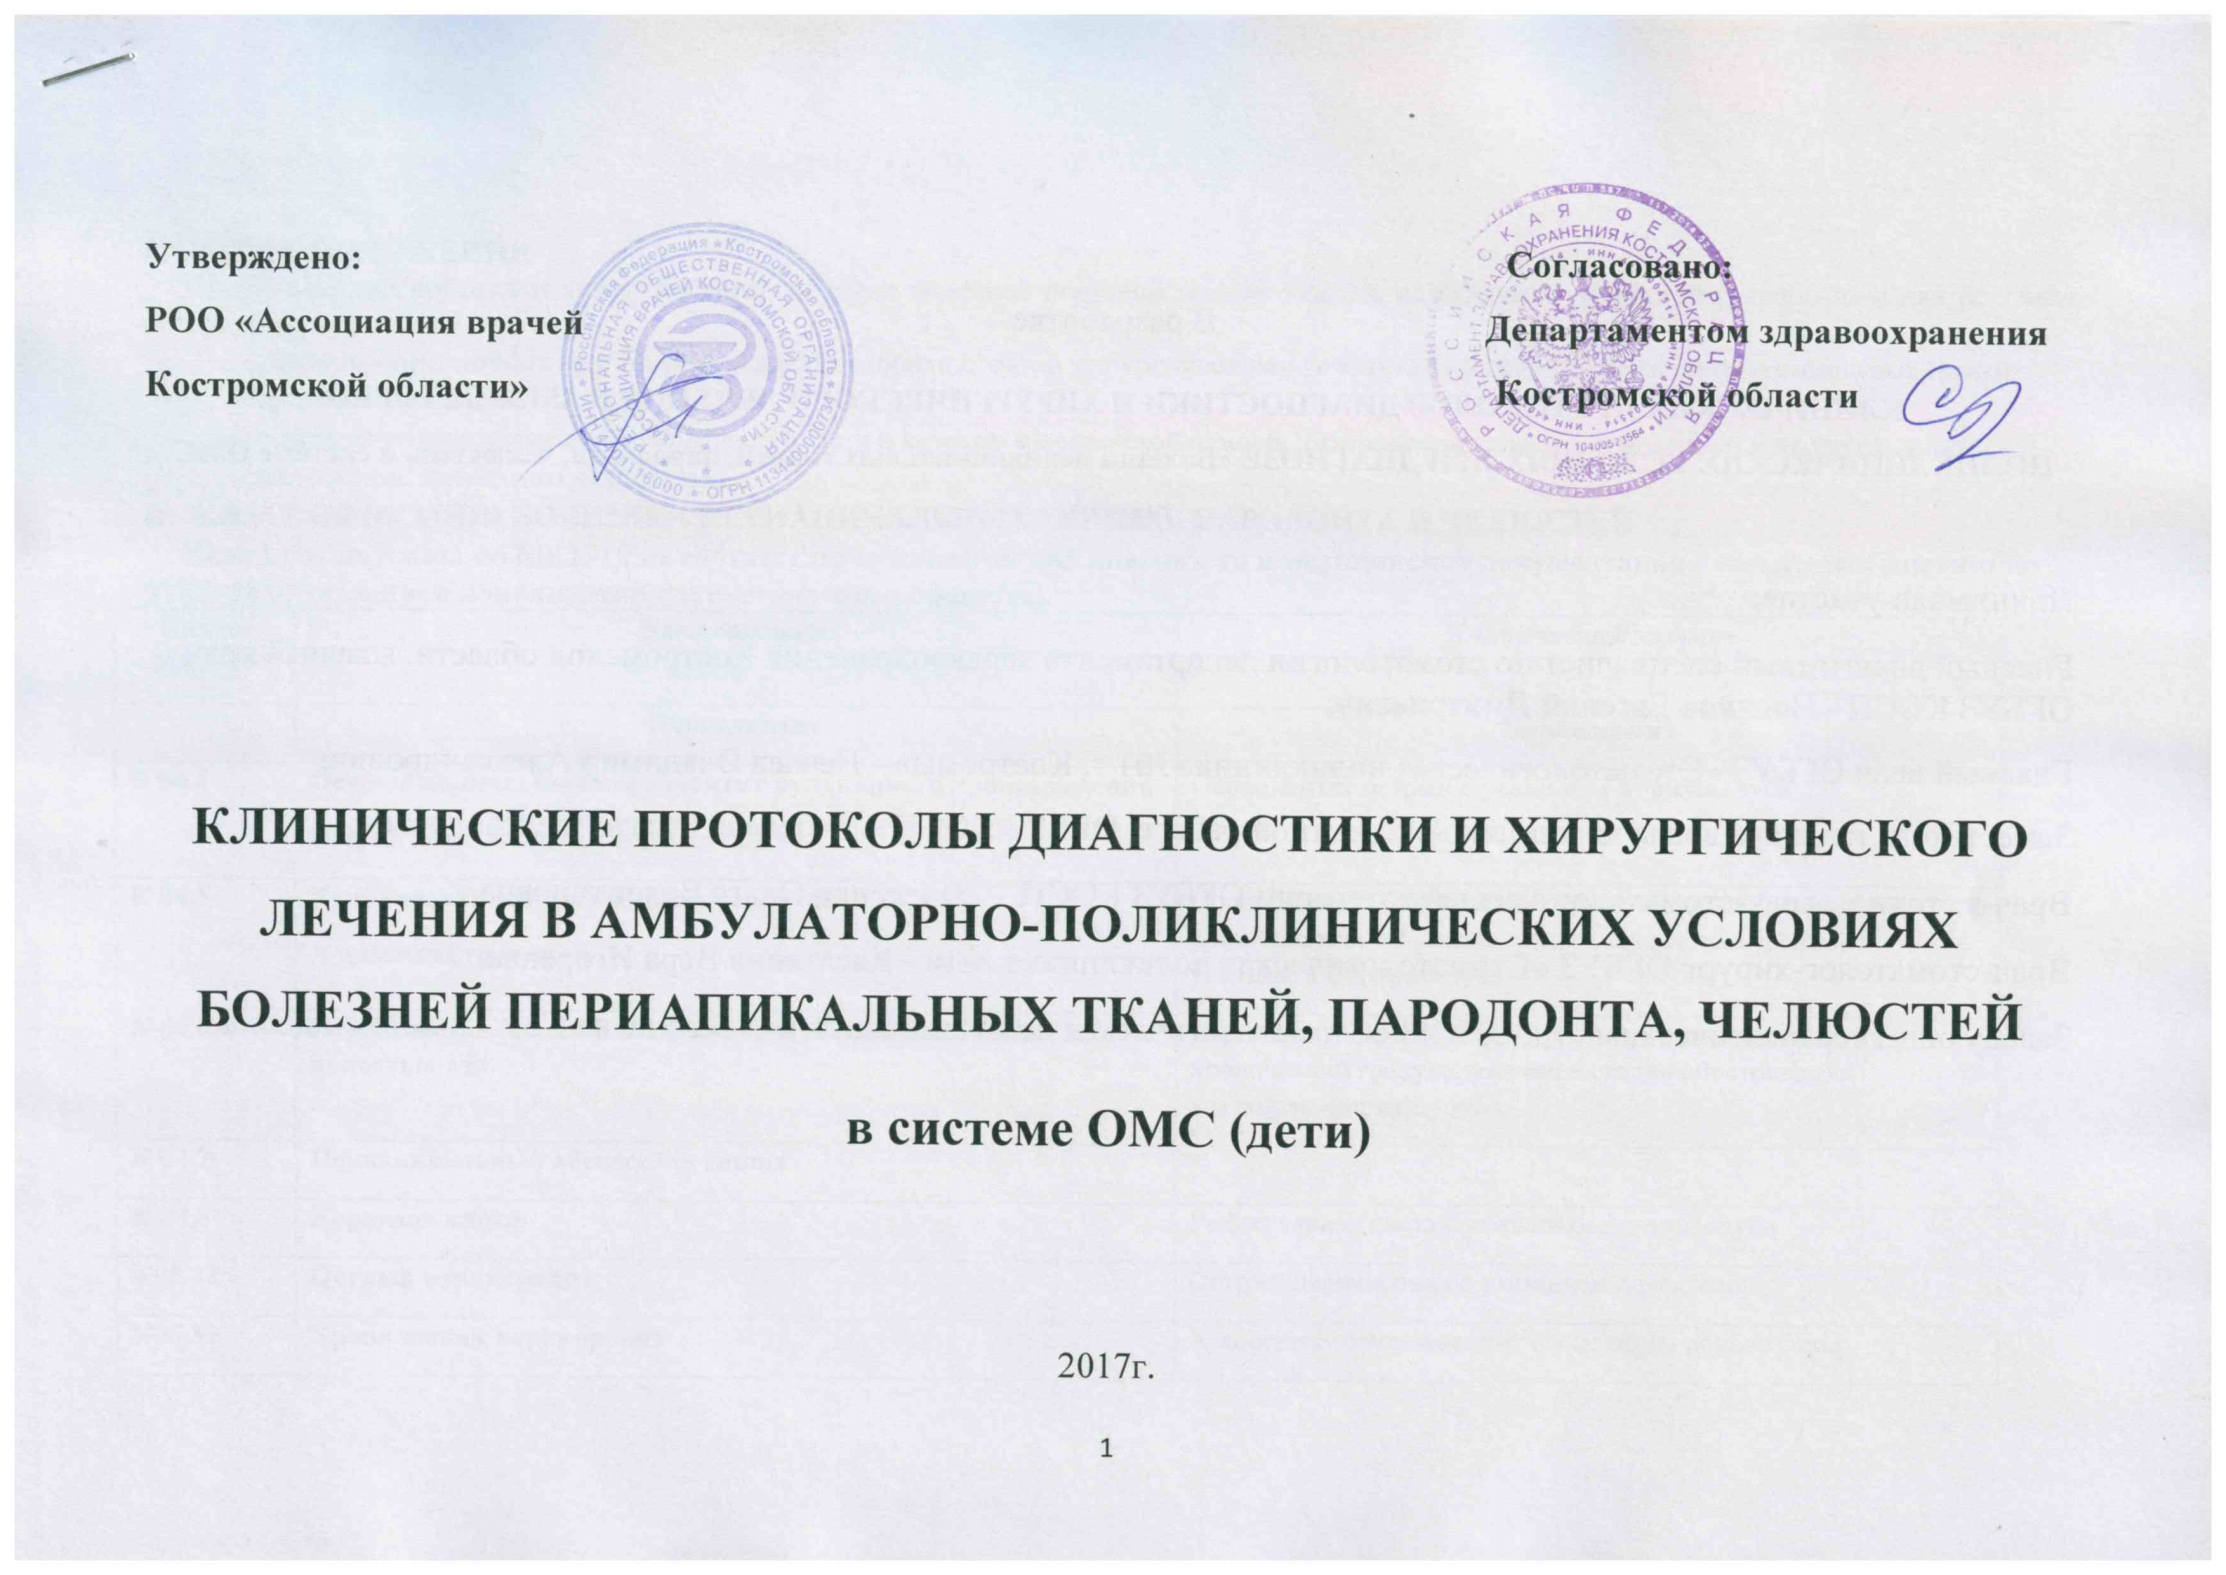 Утверждено:
РОО «Ассоциация врачей
Костромской области»
Согласовано:
Департаментом здравоохранения
Костромской области
КЛИНИЧЕСКИЕ ПРОТОКОЛЫ ДИАГНОСТИКИ И ХИРУРГИЧЕСКОГО
ЛЕЧЕНИЯ В АМБУЛАТОРНО-ПОЛИКЛИНИЧЕСКИХ УСЛОВИЯХ
БОЛЕЗНЕЙ ПЕРИАПИКАЛЬНЫХ ТКАНЕЙ, ПАРОДОНТА, ЧЕЛЮСТЕЙ
в системе ОМС (дети)
2017г.
1